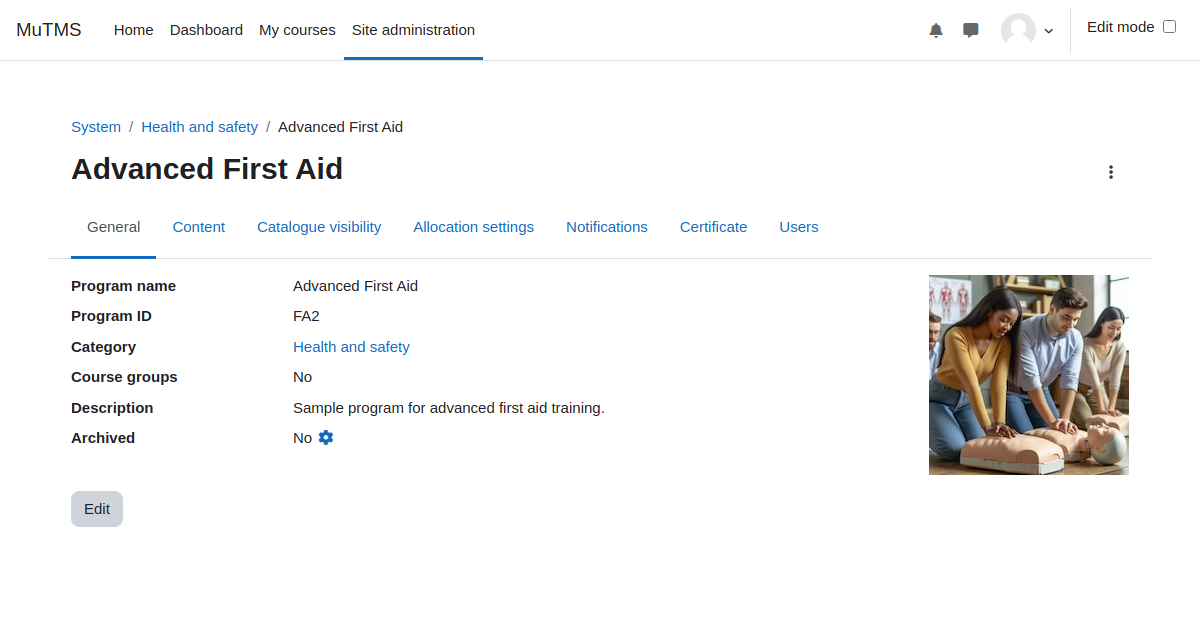 MuTMS Home Dashboard My courses Site administration Edit mode
System / Health and safety / Advanced First Aid
Advanced First Aid
General Content Catalogue visibility Allocation settings Notifications Certificate Users
Program name Advanced First Aid
Program ID FA2
Category Health and safety
Course groups No
Description Sample program for advanced first aid training.
Archived No
Edit